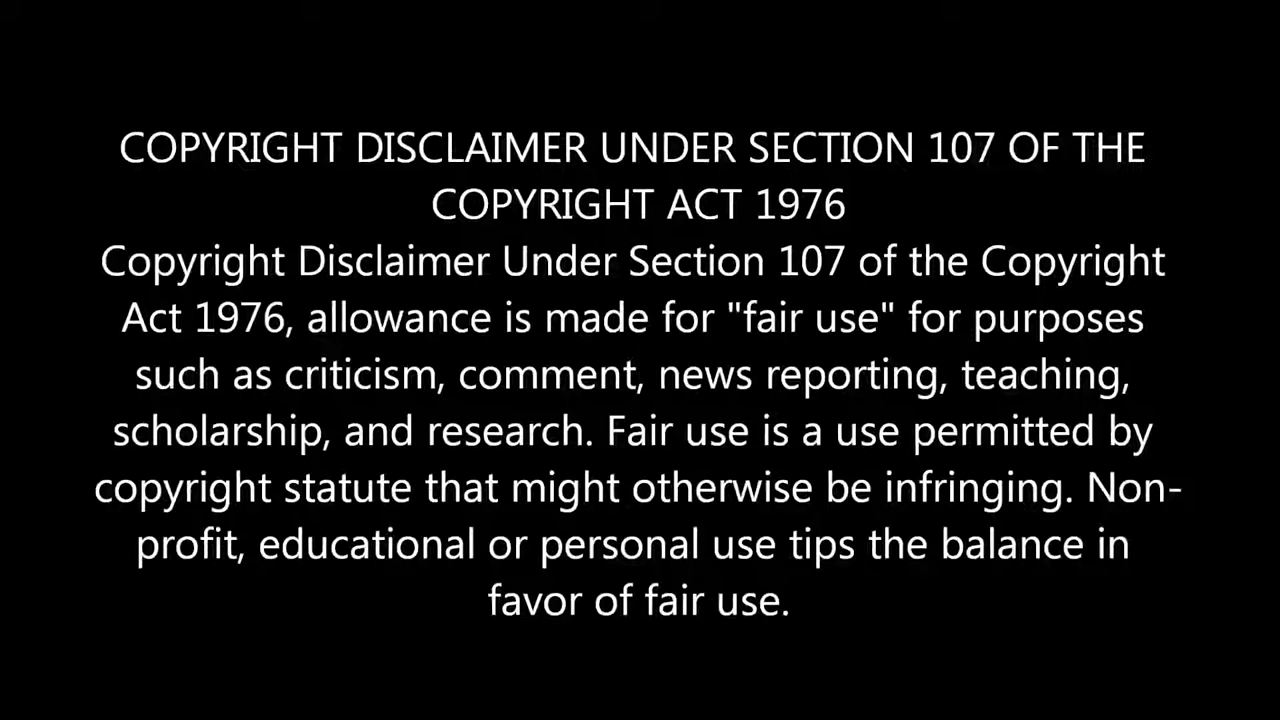 COPYRIGHT DISCLAIMER UNDER SECTION 107 OF THE
COPYRIGHT ACT 1976
Copyright Disclaimer Under Section 107 of the Copyright
Act 1976, allowance is made for "fair use" for purposes
such as criticism, comment, news reporting, teaching,
scholarship, and research. Fair use is a use permitted by
copyright statute that might otherwise be infringing. Non-
profit, educational or personal use tips the balance in
favor of fair use.